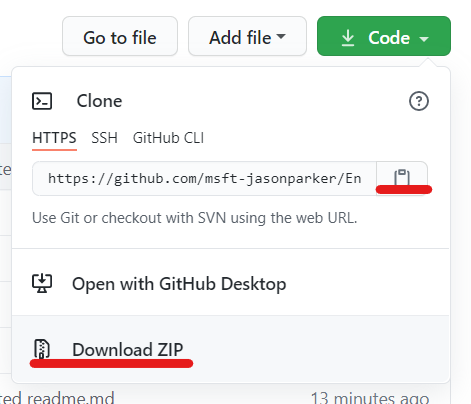 Go to file
Add file
Code
Clone
HTTPS SSH GitHub CLI
https://github.com/msft-jasonparker/En
Use Git or checkout with SVN using the web URL.
Open with GitHub Desktop
Download ZIP
readme.md
13 minutes ago